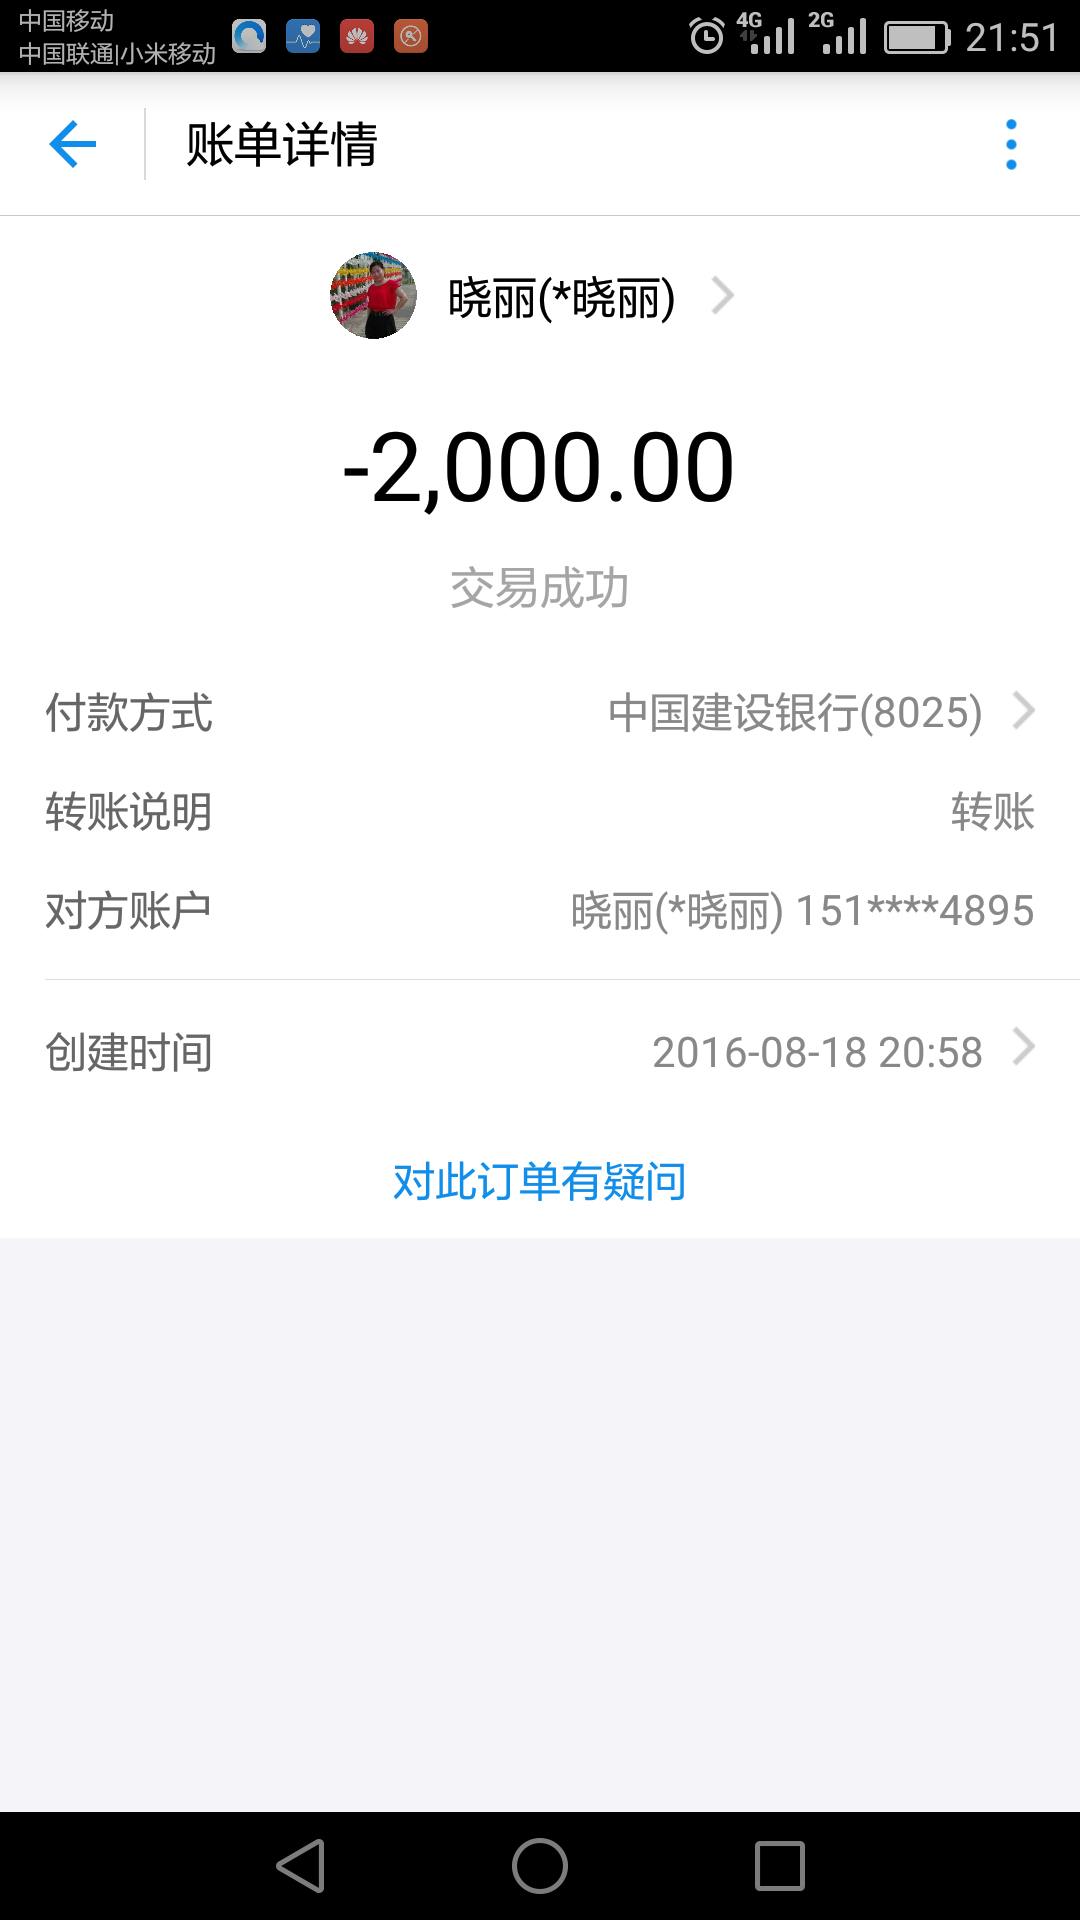 中国移动
中国联通|小米移动
4G
2G
21:51
账单详情
晓丽(*晓丽)
-2,000.00
交易成功
付款方式 中国建设银行(8025)
转账说明 转账
对方账户 晓丽(*晓丽) 151****4895
创建时间 2016-08-18 20:58
对此订单有疑问